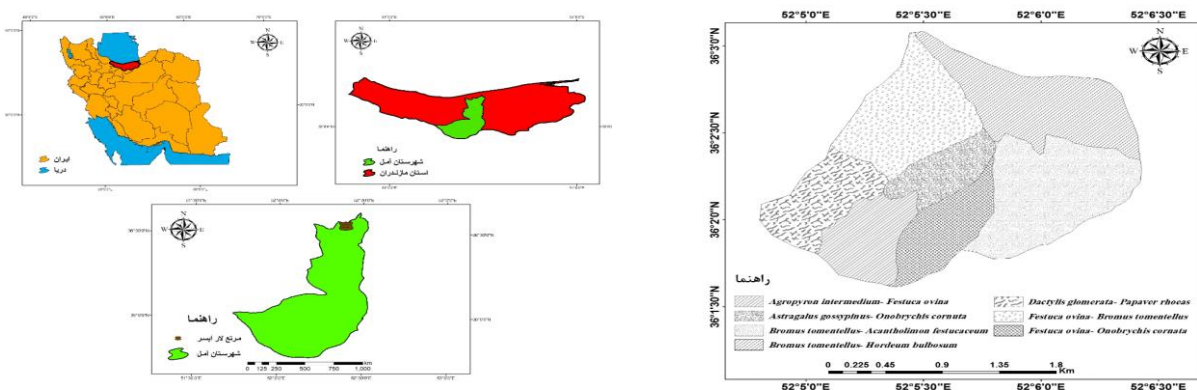 N
W E
S
ایران
دریا
N
W E
S
راهنما
شهرستان آمل
استان مازندران
N
W E
S
راهنما
مرتع لار ابسر
شهرستان آمل
0 125 250 500 750 1,000
km
52°5'0"E 52°5'30"E 52°6'0"E 52°6'30"E
36°3'0"N
36°2'30"N
36°2'0"N
36°1'30"N
N
W E
S
راهنما
Agropyron intermedium- Festuca ovina
Astragalus gossypinus- Onobrychis cornuta
Bromus tomentellus- Acantholimon festucaceum
Bromus tomentellus- Hordeum bulbosum
Dactylis glomerata- Papaver rhoeas
Festuca ovina- Bromus tomentellus
Festuca ovina- Onobrychis cornata
0 0.225 0.45 0.9 1.35 1.8
Km
52°5'0"E 52°5'30"E 52°6'0"E 52°6'30"E